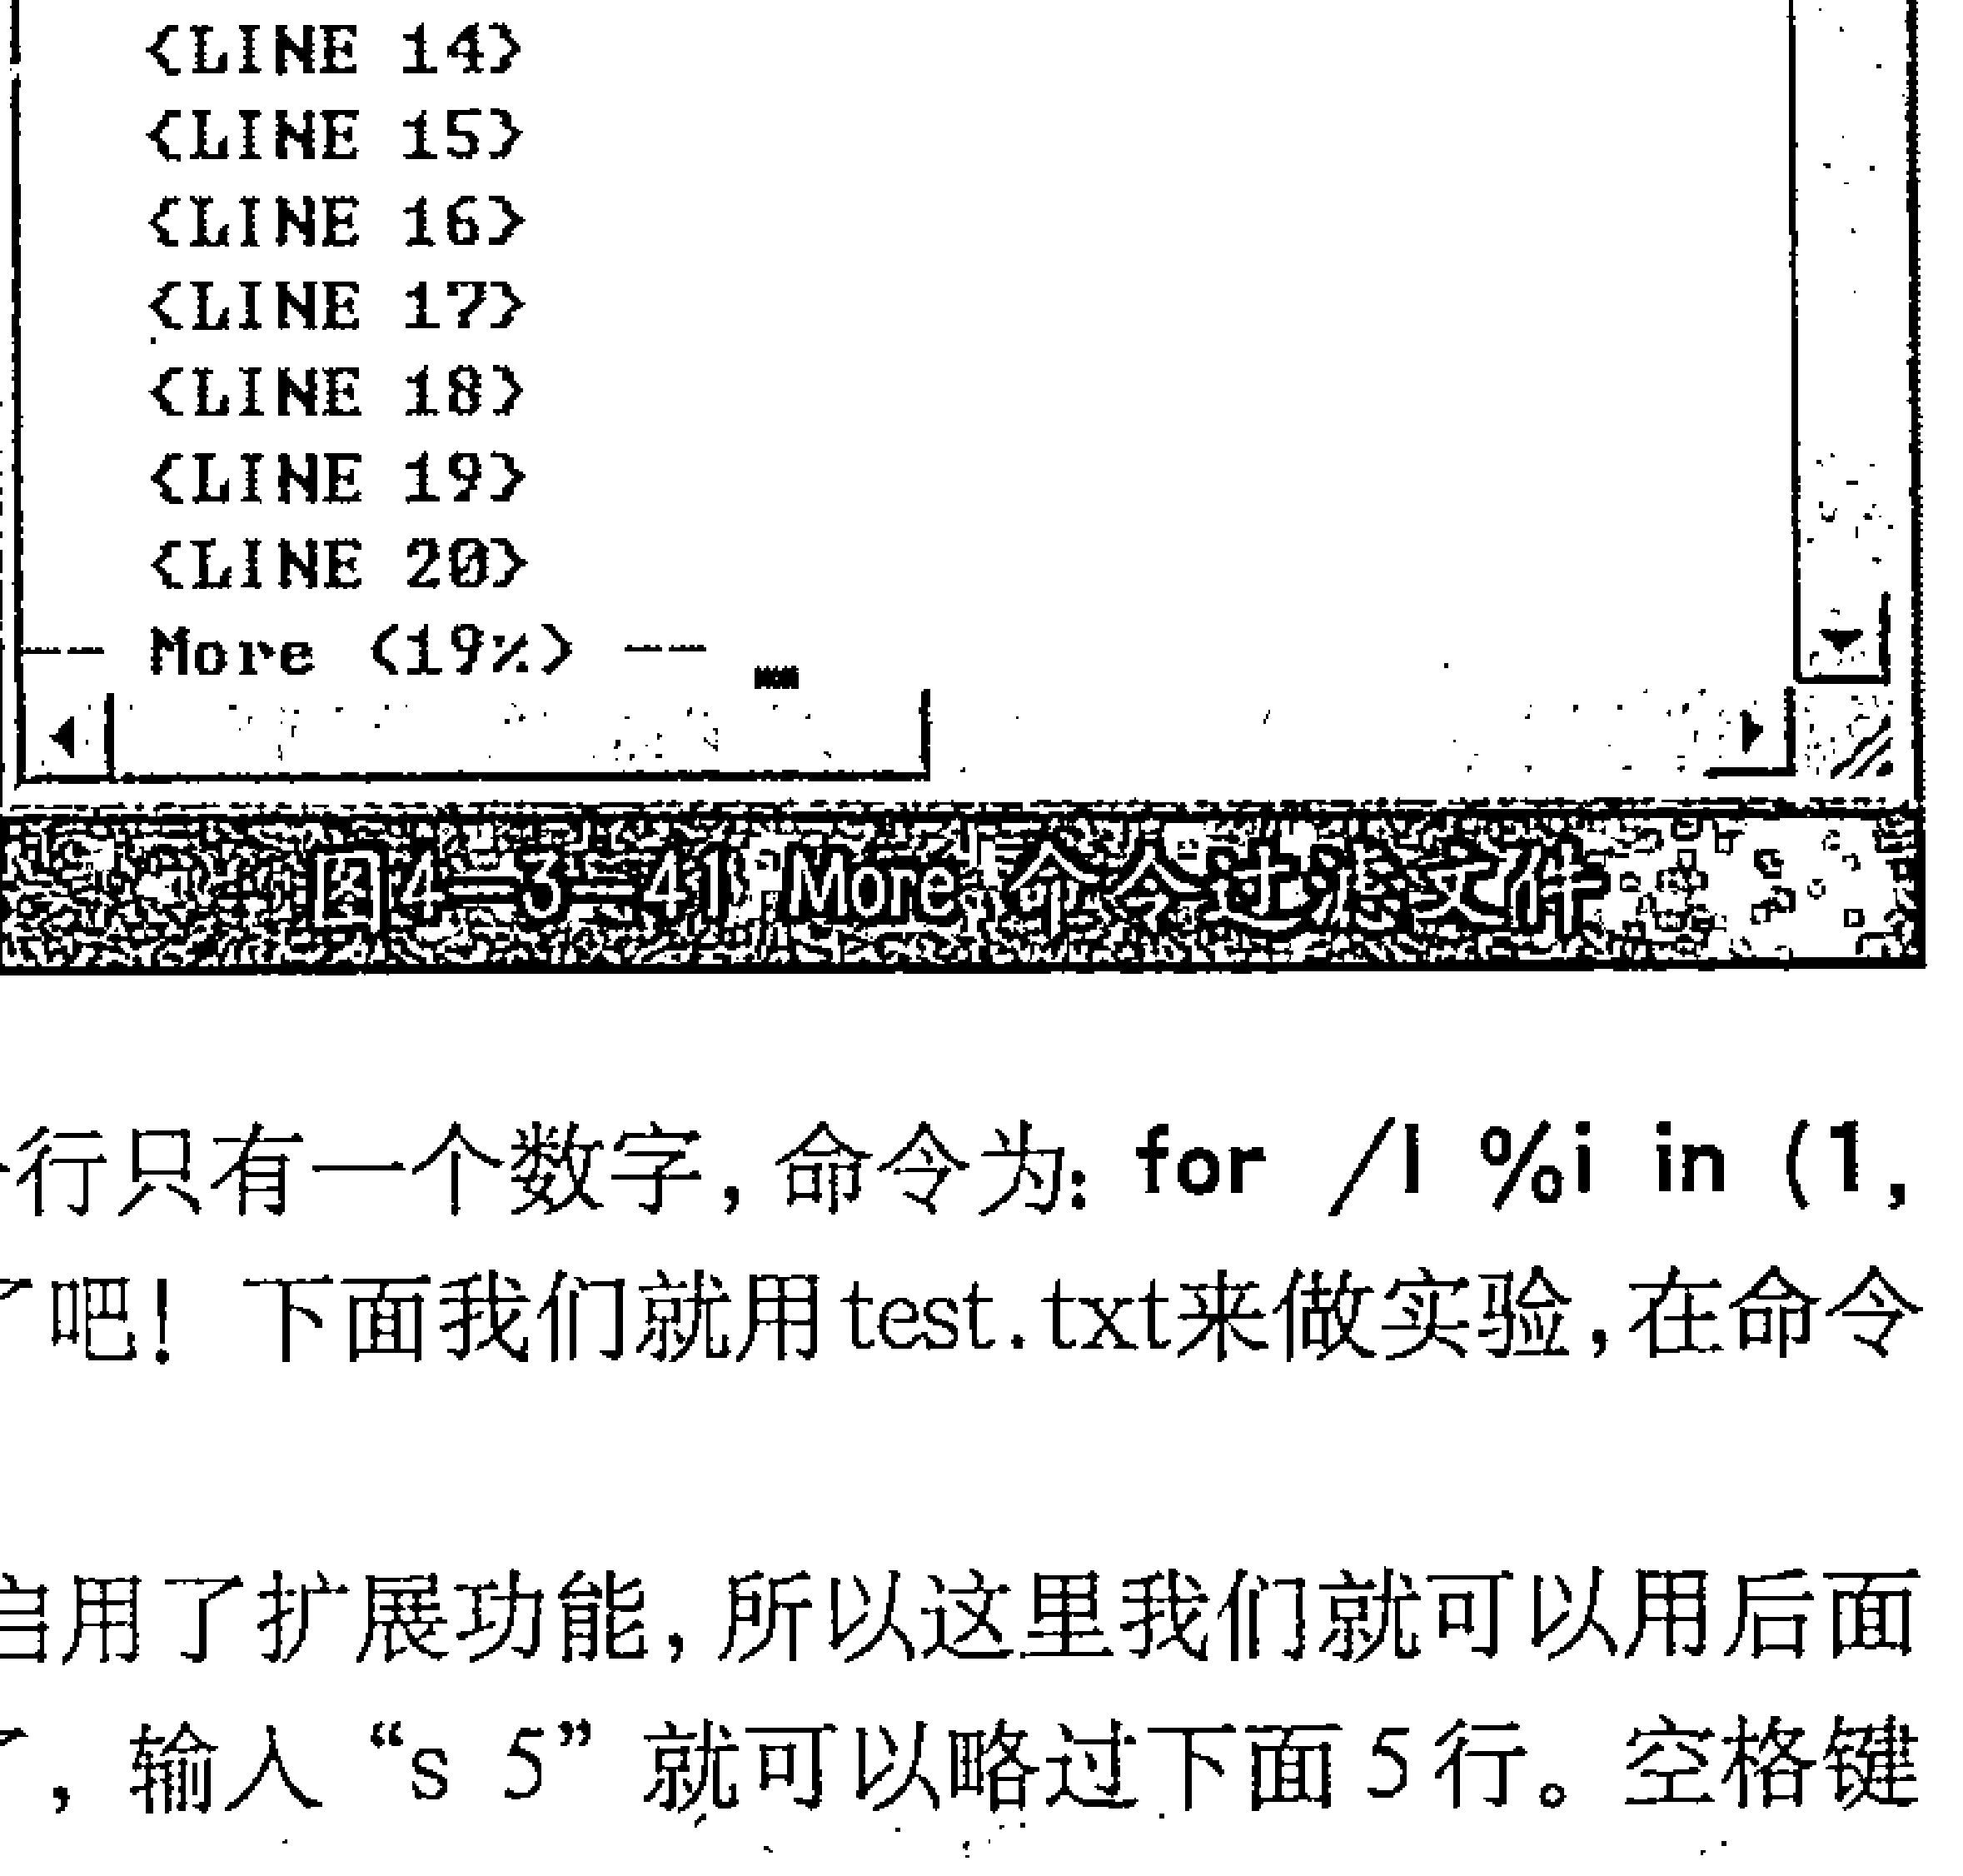 <LINE 14>
<LINE 15>
<LINE 16>
<LINE 17>
<LINE 18>
<LINE 19>
<LINE 20>
-- More (19%) --
图4-3-41 More 命令过滤文件
行只有一个数字，命令为：for /l %i in (1,
了吧！下面我们就用test.txt来做实验，在命令
启用了扩展功能，所以这里我们就可以用后面
了，输入“s 5”就可以略过下面5行。空格键